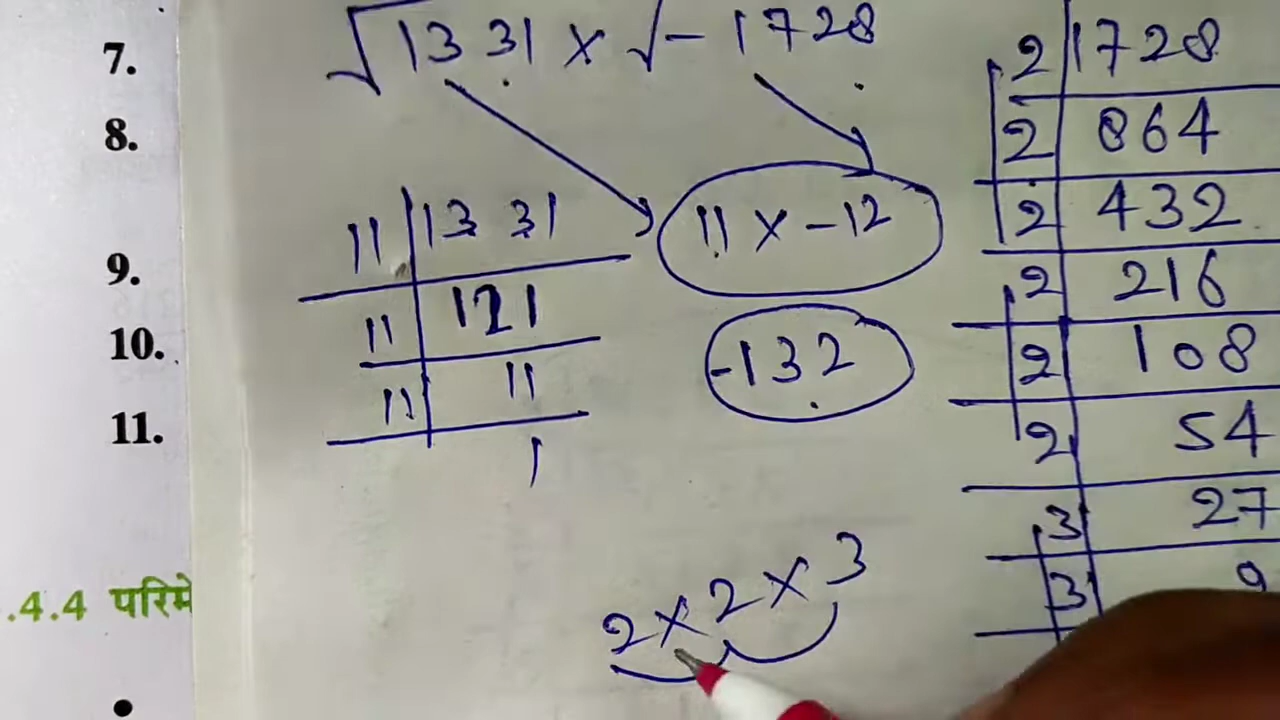 7.
√1331 × √-1728
8.
11 | 1331
11 | 121
11 | 11
1
11 × -12
-132
2 | 1728
2 | 864
2 | 432
2 | 216
2 | 108
2 | 54
3 | 27
3 | 9
9.
10.
11.
2 × 2 × 3
.4.4 परिमे